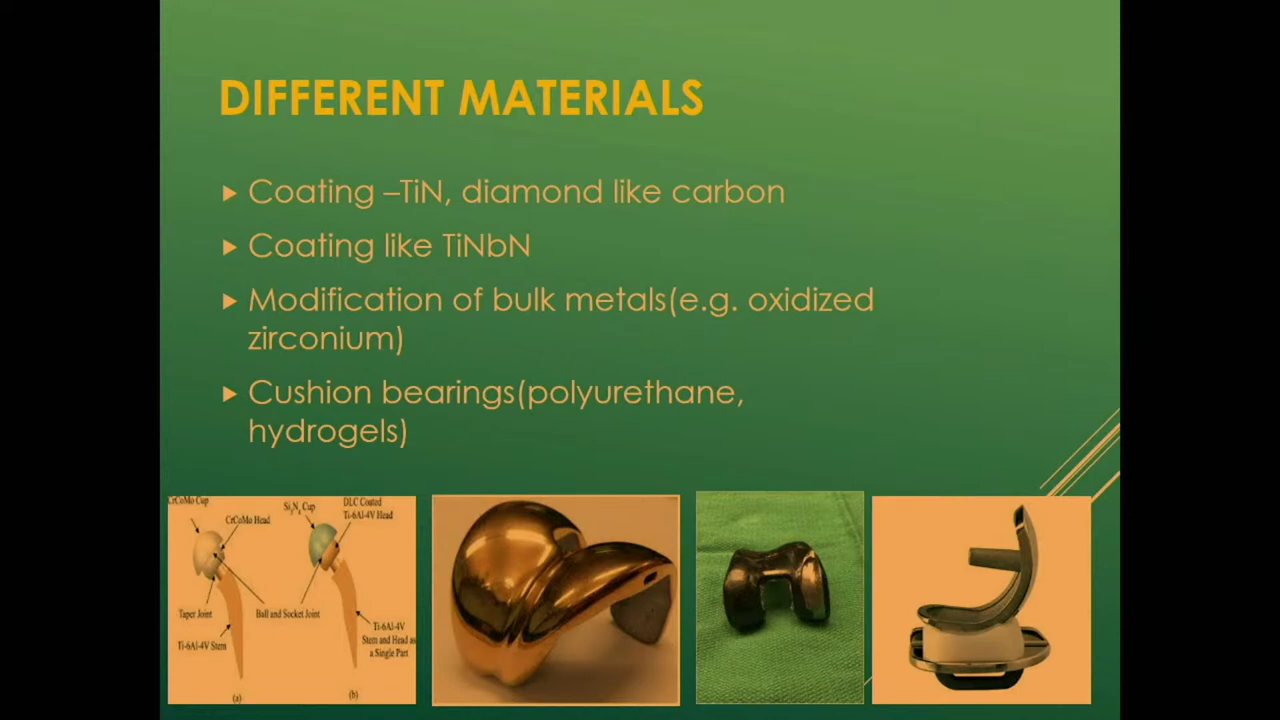 DIFFERENT MATERIALS
Coating –TiN, diamond like carbon
Coating like TiNbN
Modification of bulk metals(e.g. oxidized
zirconium)
Cushion bearings(polyurethane,
hydrogels)
CrCoMo Cup
CrCoMo Head
Taper Joint
Ti-6Al-4V Stem
Ball and Socket Joint
(a)
Si3N4 Cup
DLC Coated
Ti-6Al-4V Head
Ti-6Al-4V
Stem and Head as
a Single Part
(b)